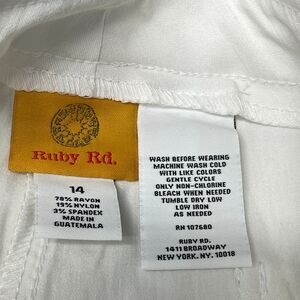 Ruby Rd.
14
78% RAYON
19% NYLON
3% SPANDEX
MADE IN
GUATEMALA
WASH BEFORE WEARING
MACHINE WASH COLD
WITH LIKE COLORS
GENTLE CYCLE
ONLY NON-CHLORINE
BLEACH WHEN NEEDED
TUMBLE DRY LOW
LOW IRON
AS NEEDED
RN 107680
RUBY RD.
1411 BROADWAY
NEW YORK, NY. 10018